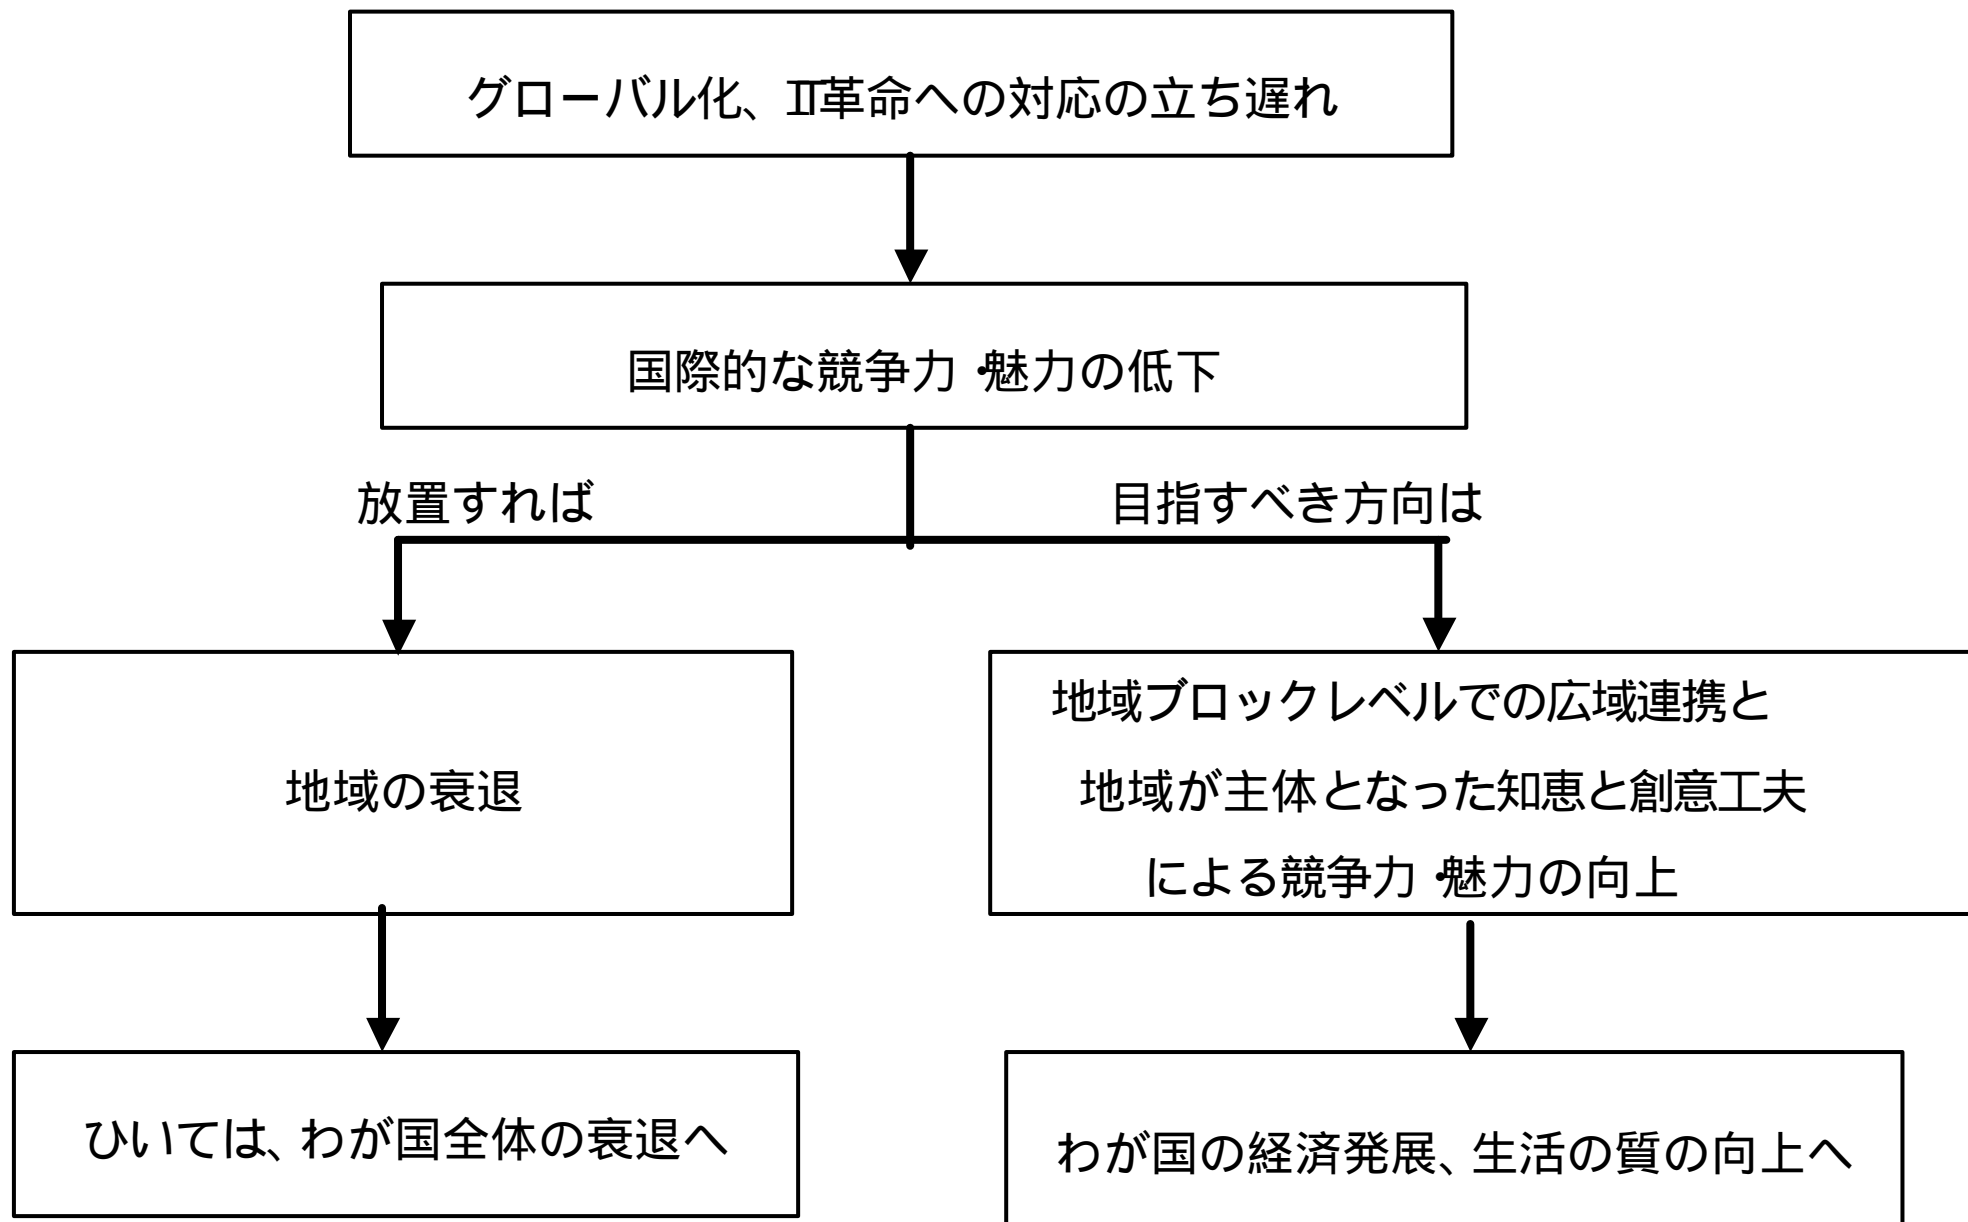 グローバル化、IT革命への対応の立ち遅れ
国際的な競争力・魅力の低下
放置すれば
目指すべき方向は
地域の衰退
地域ブロックレベルでの広域連携と
地域が主体となった知恵と創意工夫
による競争力・魅力の向上
ひいては、わが国全体の衰退へ
わが国の経済発展、生活の質の向上へ